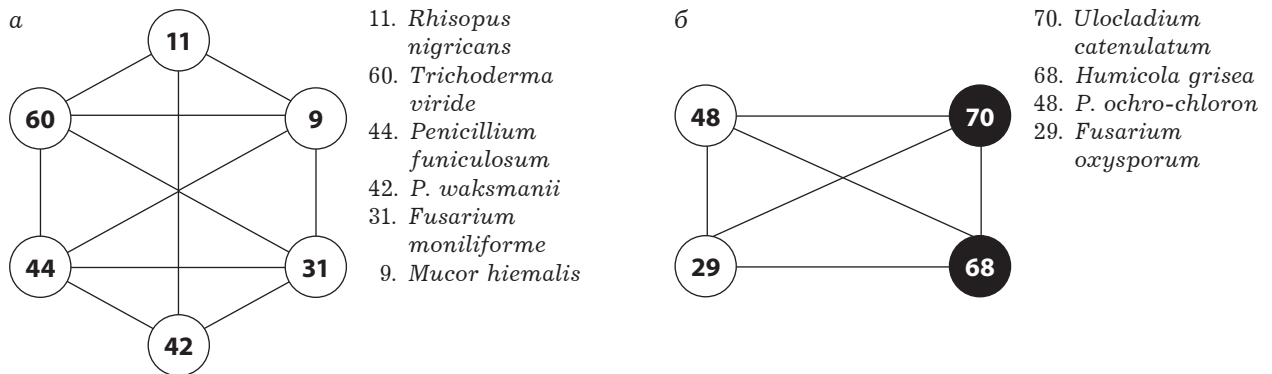 а
11
60
9
44
31
42
11. Rhisopus
nigricans
60. Trichoderma
viride
44. Penicillium
funiculosum
42. P. waksmanii
31. Fusarium
moniliforme
9. Mucor hiemalis
б
48
70
29
68
70. Ulocladium
catenulatum
68. Humicola grisea
48. P. ochro-chloron
29. Fusarium
oxysporum